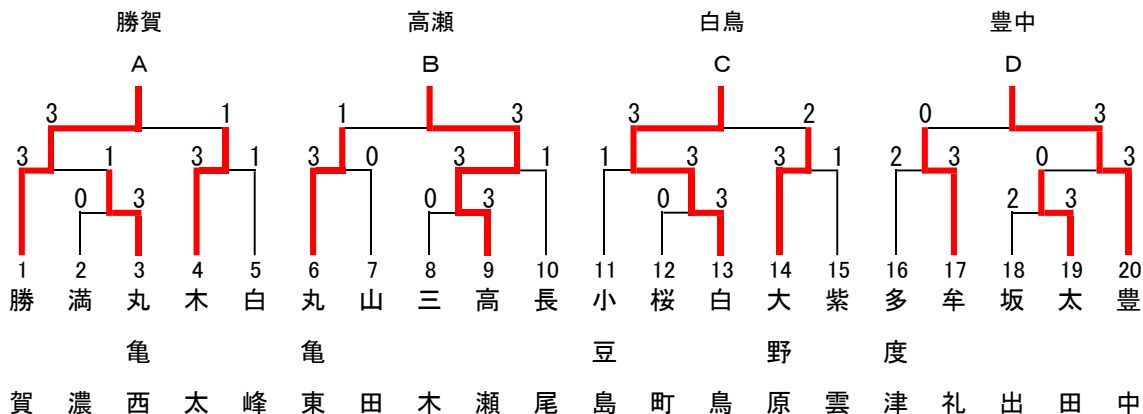 勝賀 高瀬 白鳥 豊中
A B C D
3 1 1 3 3 2 0 3
3 1 3 1 3 0 3 1 1 3 3 1 2 3 0 3
0 3 0 3 0 3 2 3
1 2 3 4 5 6 7 8 9 10 11 12 13 14 15 16 17 18 19 20
勝賀
満濃
丸亀西
木太
白峰
丸亀東
山田
三木
高瀬
長尾
小豆島
桜町
白鳥
大野原
紫雲
多度津
牟礼
坂出
太田
豊中